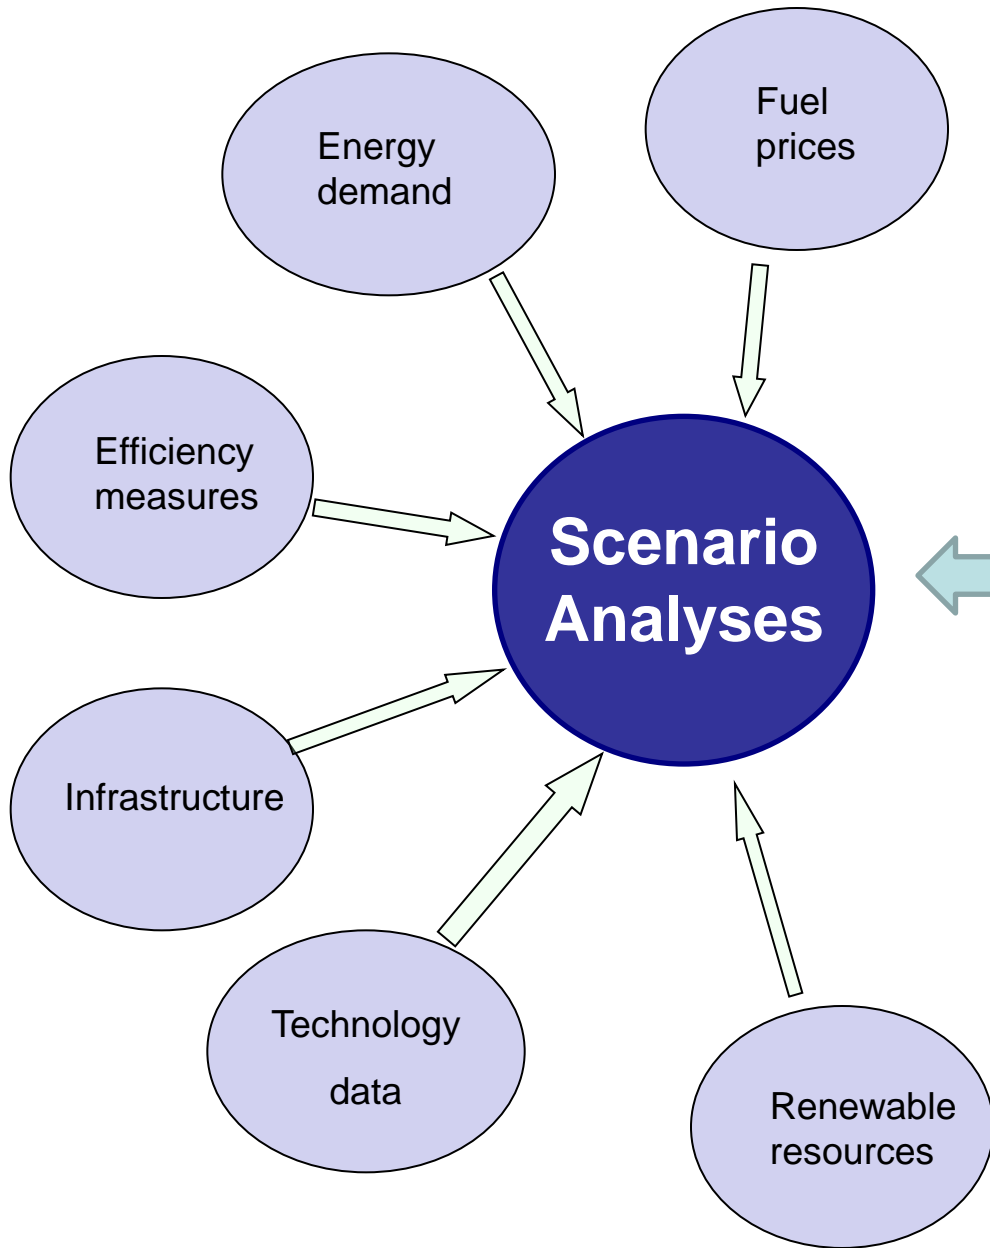 Fuel
prices
Energy
demand
Efficiency
measures
Scenario
Analyses
Infrastructure
Technology
data
Renewable
resources